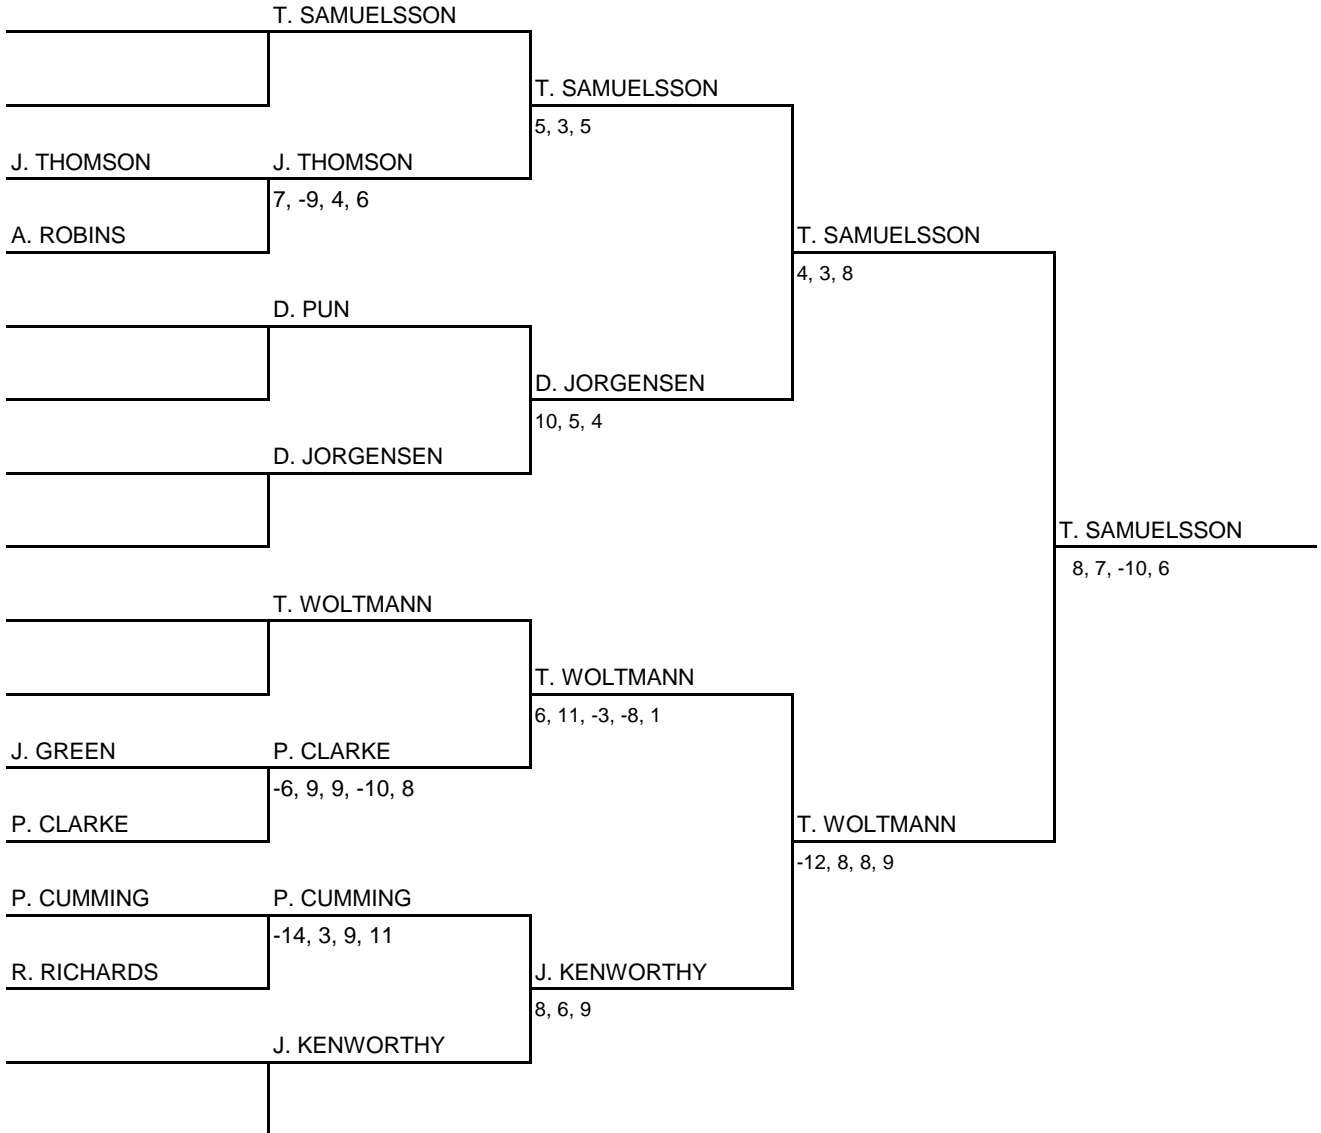 T. SAMUELSSON
T. SAMUELSSON
5, 3, 5
J. THOMSON
J. THOMSON
7, -9, 4, 6
A. ROBINS
T. SAMUELSSON
4, 3, 8
D. PUN
D. JORGENSEN
10, 5, 4
D. JORGENSEN
T. SAMUELSSON
8, 7, -10, 6
T. WOLTMANN
T. WOLTMANN
6, 11, -3, -8, 1
J. GREEN
P. CLARKE
-6, 9, 9, -10, 8
P. CLARKE
T. WOLTMANN
-12, 8, 8, 9
P. CUMMING
P. CUMMING
-14, 3, 9, 11
R. RICHARDS
J. KENWORTHY
8, 6, 9
J. KENWORTHY